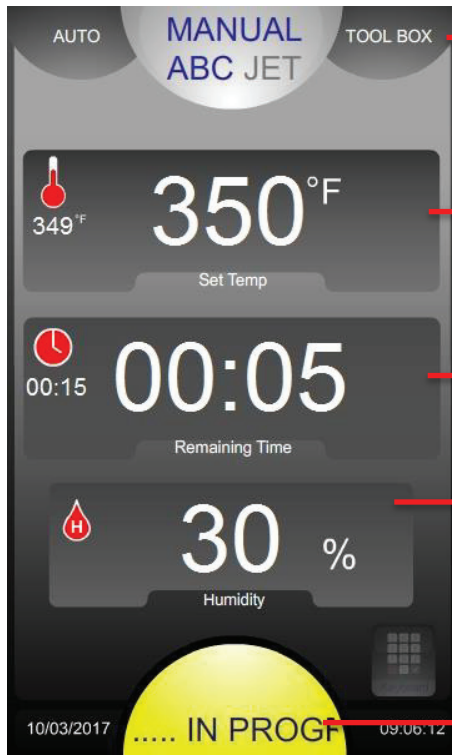 AUTO
MANUAL
TOOL BOX
ABC JET
350°F
349°F
Set Temp
00:05
00:15
Remaining Time
H
30 %
Humidity
10/03/2017
..... IN PROGR
09:06:12